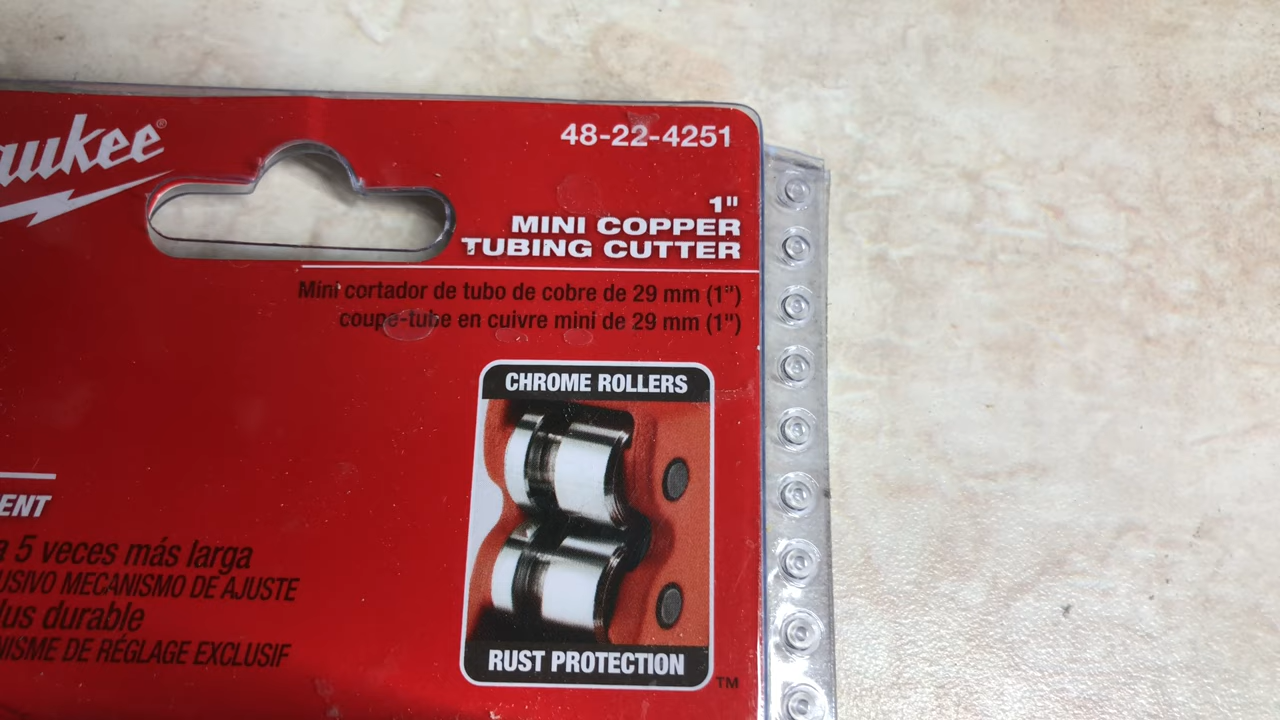 aukee®
48-22-4251
1"
MINI COPPER
TUBING CUTTER
Mini cortador de tubo de cobre de 29 mm (1")
coupe-tube en cuivre mini de 29 mm (1")
CHROME ROLLERS
RUST PROTECTION
TM
ENT
a 5 veces más larga
USIVO MECANISMO DE AJUSTE
lus durable
NISME DE RÉGLAGE EXCLUSIF